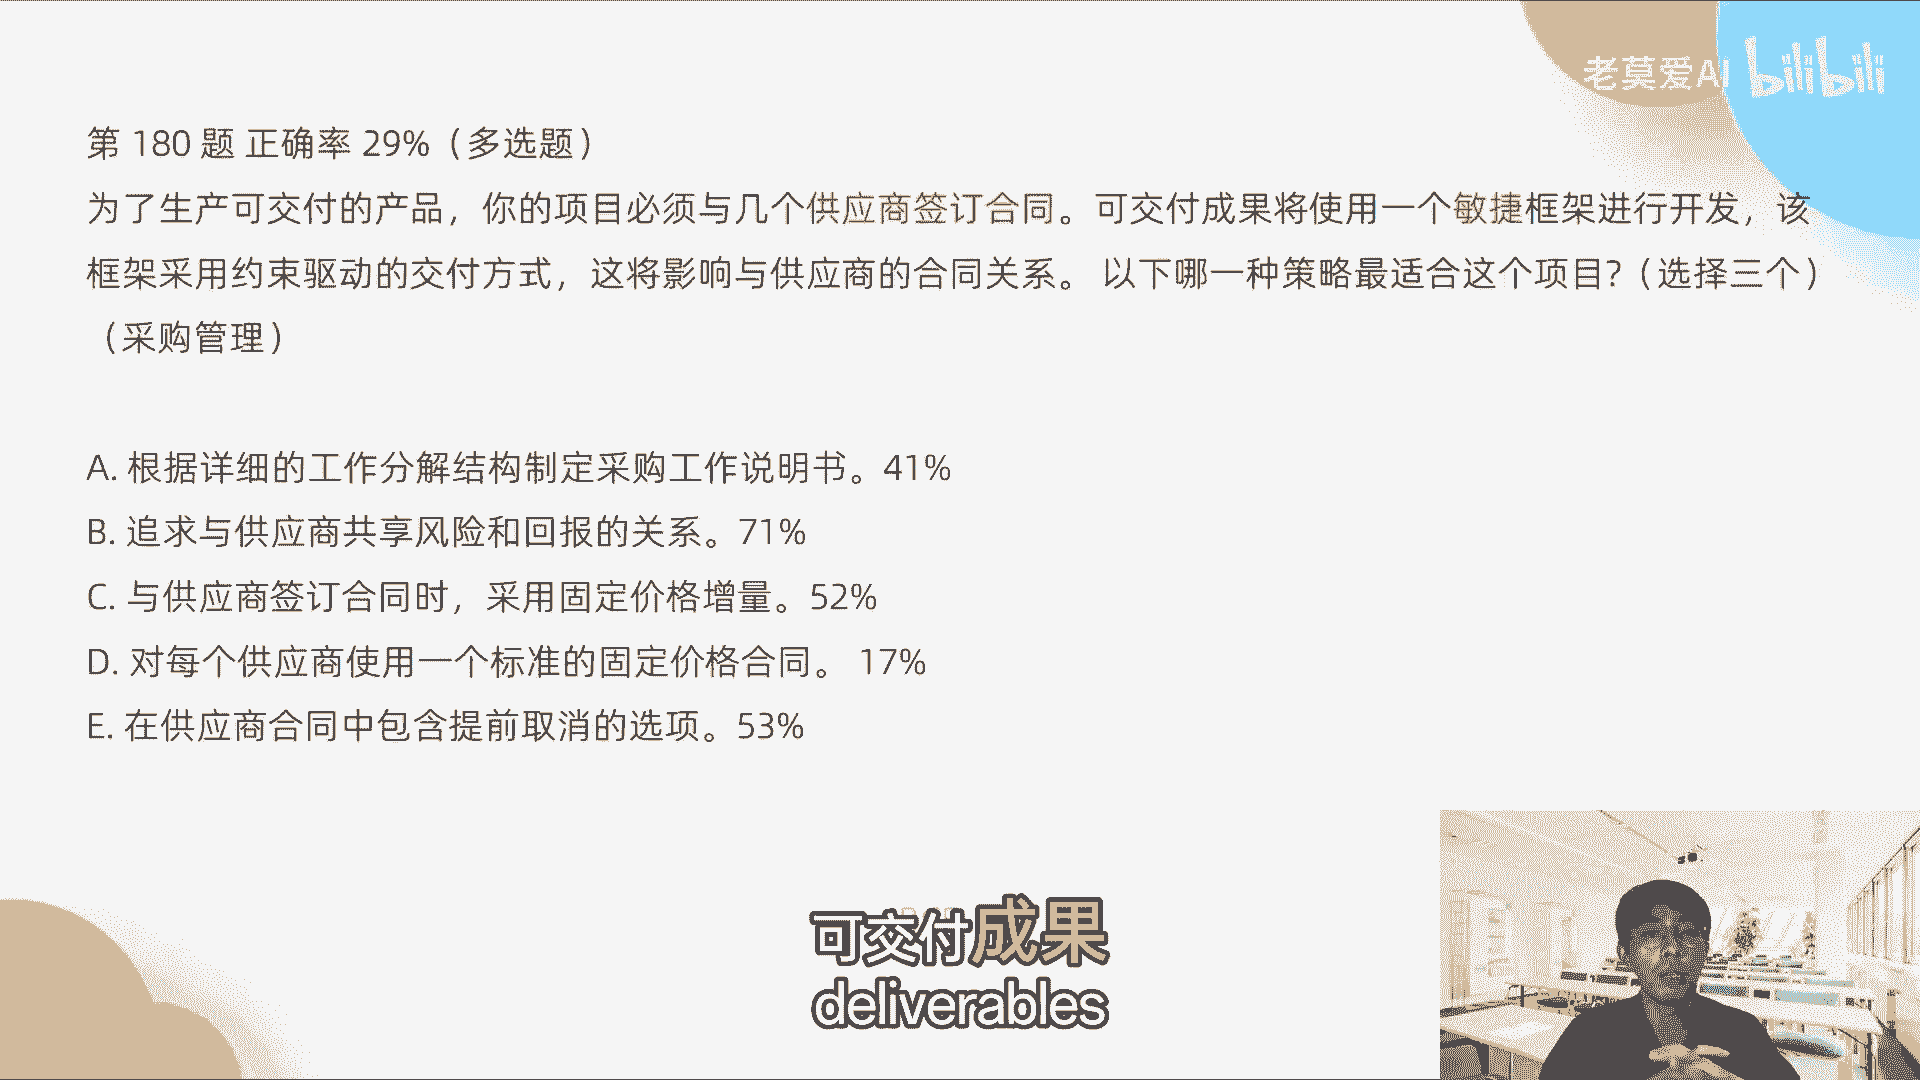 老莫爱AI bilibili
第 180 题 正确率 29%（多选题）
为了生产可交付的产品，你的项目必须与几个供应商签订合同。可交付成果将使用一个敏捷框架进行开发，该
框架采用约束驱动的交付方式，这将影响与供应商的合同关系。 以下哪一种策略最适合这个项目?（选择三个）
（采购管理）
A. 根据详细的工作分解结构制定采购工作说明书。41%
B. 追求与供应商共享风险和回报的关系。71%
C. 与供应商签订合同时，采用固定价格增量。52%
D. 对每个供应商使用一个标准的固定价格合同。 17%
E. 在供应商合同中包含提前取消的选项。53%
可交付成果
deliverables